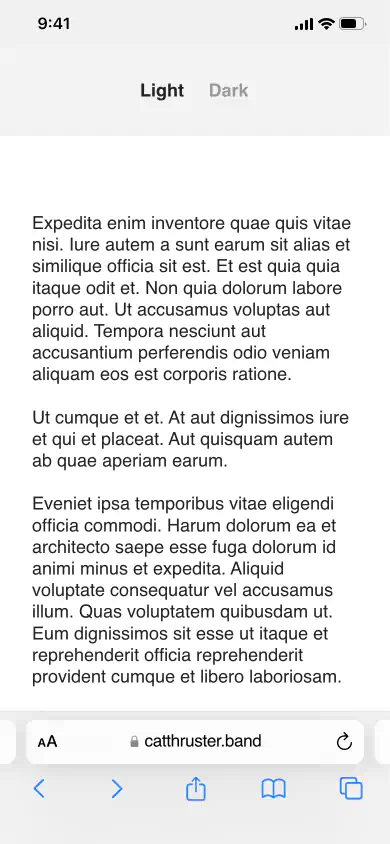 9:41
Light Dark
Expedita enim inventore quae quis vitae
nisi. Iure autem a sunt earum sit alias et
similique officia sit est. Et est quia quia
itaque odit et. Non quia dolorum labore
porro aut. Ut accusamus voluptas aut
aliquid. Tempora nesciunt aut
accusantium perferendis odio veniam
aliquam eos est corporis ratione.
Ut cumque et et. At aut dignissimos iure
et qui et placeat. Aut quisquam autem
ab quae aperiam earum.
Eveniet ipsa temporibus vitae eligendi
officia commodi. Harum dolorum ea et
architecto saepe esse fuga dolorum id
animi minus et expedita. Aliquid
voluptate consequatur vel accusamus
illum. Quas voluptatem quibusdam ut.
Eum dignissimos sit esse ut itaque et
reprehenderit officia reprehenderit
provident cumque et libero laboriosam.
AA catthruster.band